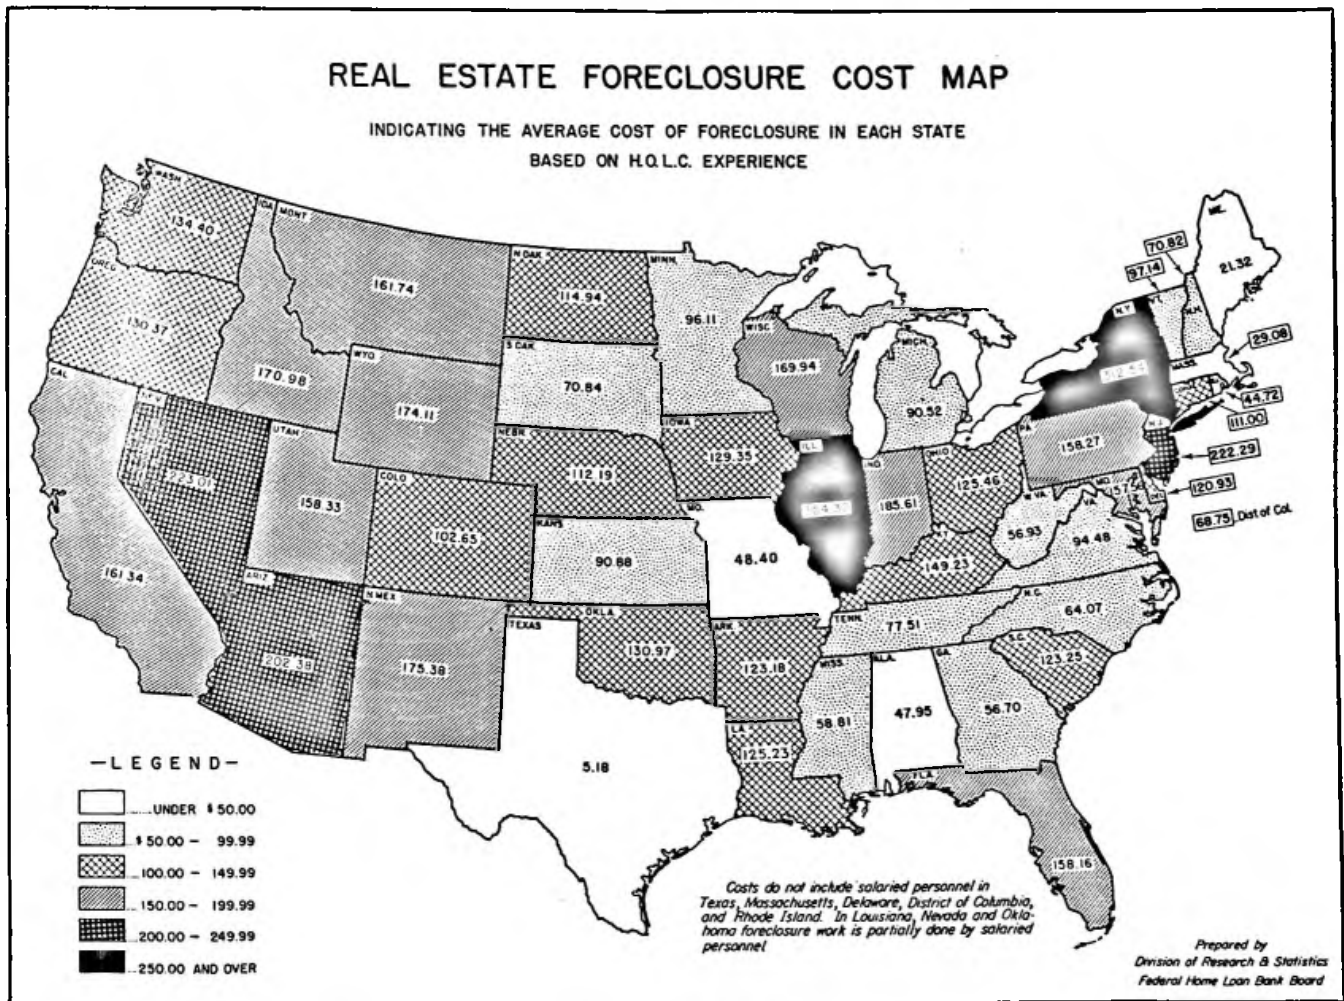 REAL ESTATE FORECLOSURE COST MAP
INDICATING THE AVERAGE COST OF FORECLOSURE IN EACH STATE
BASED ON H.O.L.C. EXPERIENCE
WASH.
134.40
OREG.
130.37
CAL.
161.34
IDA.
170.98
MONT.
161.74
WYO.
174.11
NEV.
223.01
UTAH
158.33
ARIZ.
202.38
COLO.
102.65
N.MEX.
175.38
N.DAK.
114.94
S.DAK.
70.84
NEBR.
112.19
KANS.
90.88
OKLA.
130.97
TEXAS
5.18
MINN.
96.11
IOWA
129.35
MO.
48.40
ARK.
123.18
LA.
125.23
WISC.
169.94
ILL.
MICH.
90.52
IND.
185.61
OHIO
125.46
KY.
149.23
TENN.
77.51
MISS.
58.81
ALA.
47.95
GA.
56.70
FLA.
158.16
S.C.
123.25
N.C.
64.07
VA.
94.48
W.VA.
56.93
MD.
PA.
158.27
N.Y.
ME.
21.32
70.82
97.14
VT.
N.H.
MASS.
29.08
44.72
111.00
N.J.
222.29
DEL.
120.93
68.75 Dist of Col.
—LEGEND—
UNDER $50.00
$50.00 — 99.99
100.00 — 149.99
150.00 — 199.99
200.00 — 249.99
250.00 AND OVER
Costs do not include salaried personnel in
Texas, Massachusetts, Delaware, District of Columbia,
and Rhode Island. In Louisiana, Nevada and Okla-
homa foreclosure work is partially done by salaried
personnel
Prepared by
Division of Research & Statistics
Federal Home Loan Bank Board